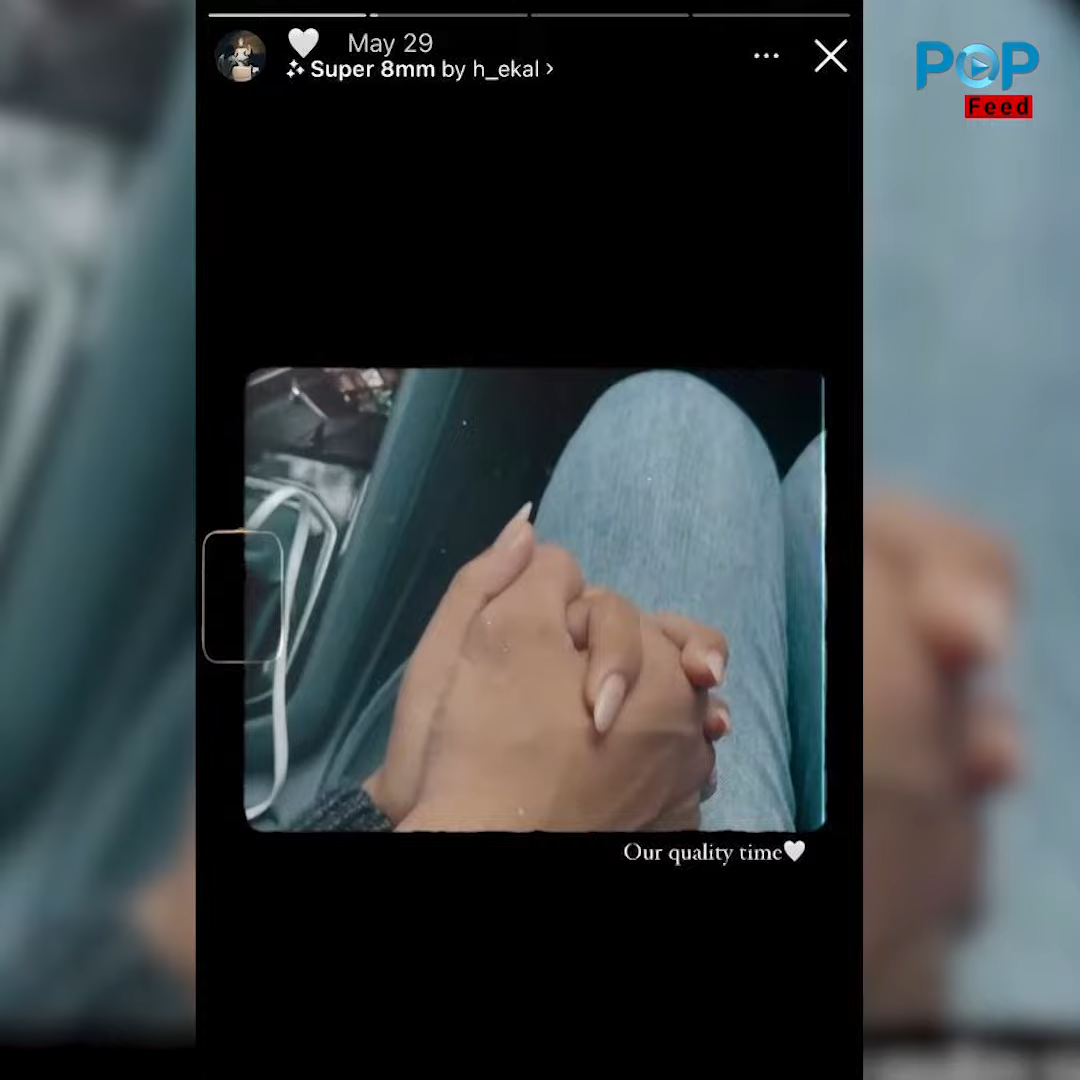 🤍 May 29
Super 8mm by h_ekal ›
POP
Feed
Our quality time🤍